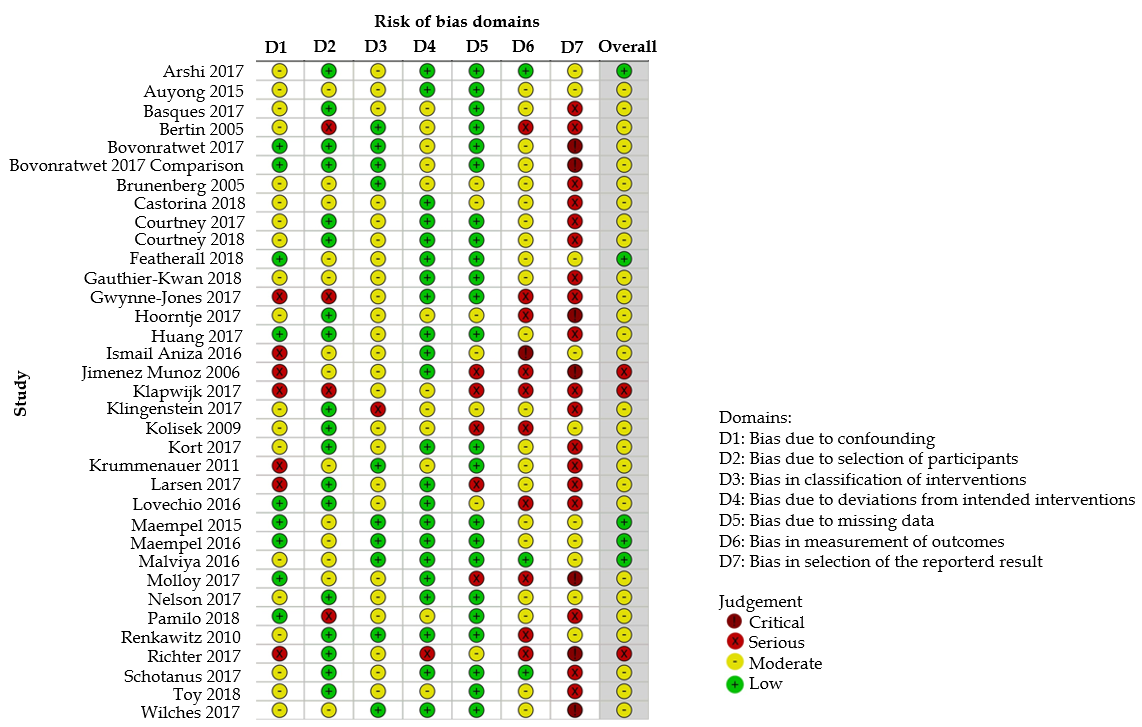 Risk of bias domains
D1 D2 D3 D4 D5 D6 D7 Overall
Study
Arshi 2017 - + - + + + - +
Auyong 2015 - - - + + - - -
Basques 2017 - + - - + - X -
Bertin 2005 - X + - + X X -
Bovonratwet 2017 + + + - + - ! -
Bovonratwet 2017 Comparison + + + - + - ! -
Brunenberg 2005 - - + - - - X -
Castorina 2018 - - - + - - X -
Courtney 2017 - + - + + - X -
Courtney 2018 - + - + + - X -
Featherall 2018 + - - + + - - +
Gauthier-Kwan 2018 - - - + + - X -
Gwynne-Jones 2017 X X - + + X X -
Hoorntje 2017 - + - - - X ! -
Huang 2017 + + - + + - X -
Ismail Aniza 2016 X - - + - ! - -
Jimenez Munoz 2006 X - - + X X ! X
Klapwijk 2017 X X - - X X X X
Klingenstein 2017 - + X - - - X -
Kolisek 2009 - + - - X X - -
Kort 2017 - + - + + - X -
Krummenauer 2011 X - + - + - X -
Larsen 2017 X + - + X - X -
Lovechio 2016 + + - + - X X -
Maempel 2015 + - + + + - - +
Maempel 2016 + - + + + - - +
Malviya 2016 - - + + + + - +
Molloy 2017 + - - + X X ! -
Nelson 2017 - + - + + - - -
Pamilo 2018 + X - - + - X -
Renkawitz 2010 - + + + + X - -
Richter 2017 X + - X - X ! X
Schotanus 2017 - + - + + + X -
Toy 2018 - + - - + - X -
Wilches 2017 - - + + + - ! -
Domains:
D1: Bias due to confounding
D2: Bias due to selection of participants
D3: Bias in classification of interventions
D4: Bias due to deviations from intended interventions
D5: Bias due to missing data
D6: Bias in measurement of outcomes
D7: Bias in selection of the reporterd result
Judgement
! Critical
X Serious
- Moderate
+ Low